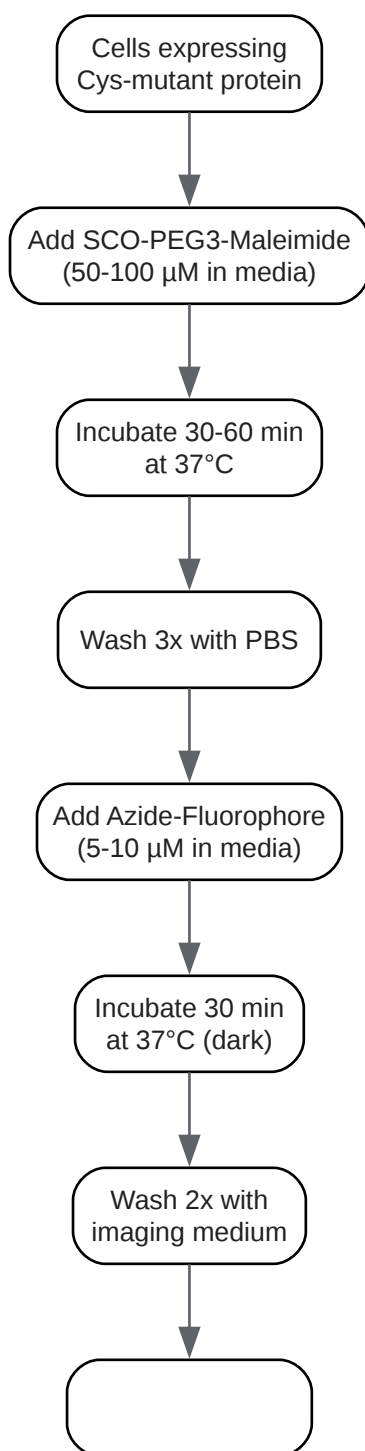 Cells expressing
Cys-mutant protein
Add SCO-PEG3-Maleimide
(50-100 µM in media)
Incubate 30-60 min
at 37°C
Wash 3x with PBS
Add Azide-Fluorophore
(5-10 µM in media)
Incubate 30 min
at 37°C (dark)
Wash 2x with
imaging medium